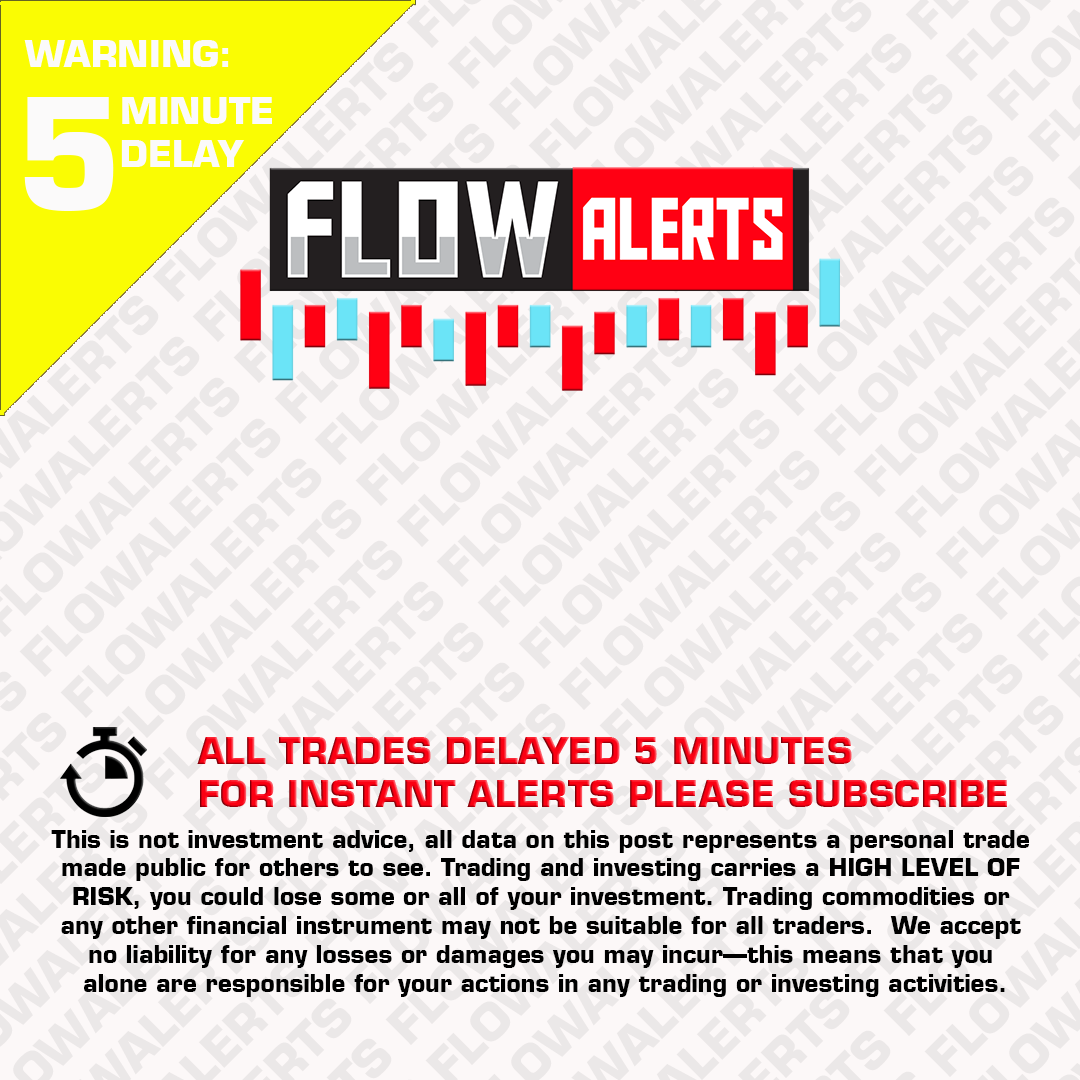 WARNING:
5 MINUTE
DELAY
FLOW ALERTS
ALL TRADES DELAYED 5 MINUTES
FOR INSTANT ALERTS PLEASE SUBSCRIBE
This is not investment advice, all data on this post represents a personal trade
made public for others to see. Trading and investing carries a HIGH LEVEL OF
RISK, you could lose some or all of your investment. Trading commodities or
any other financial instrument may not be suitable for all traders.  We accept
no liability for any losses or damages you may incur—this means that you
alone are responsible for your actions in any trading or investing activities.